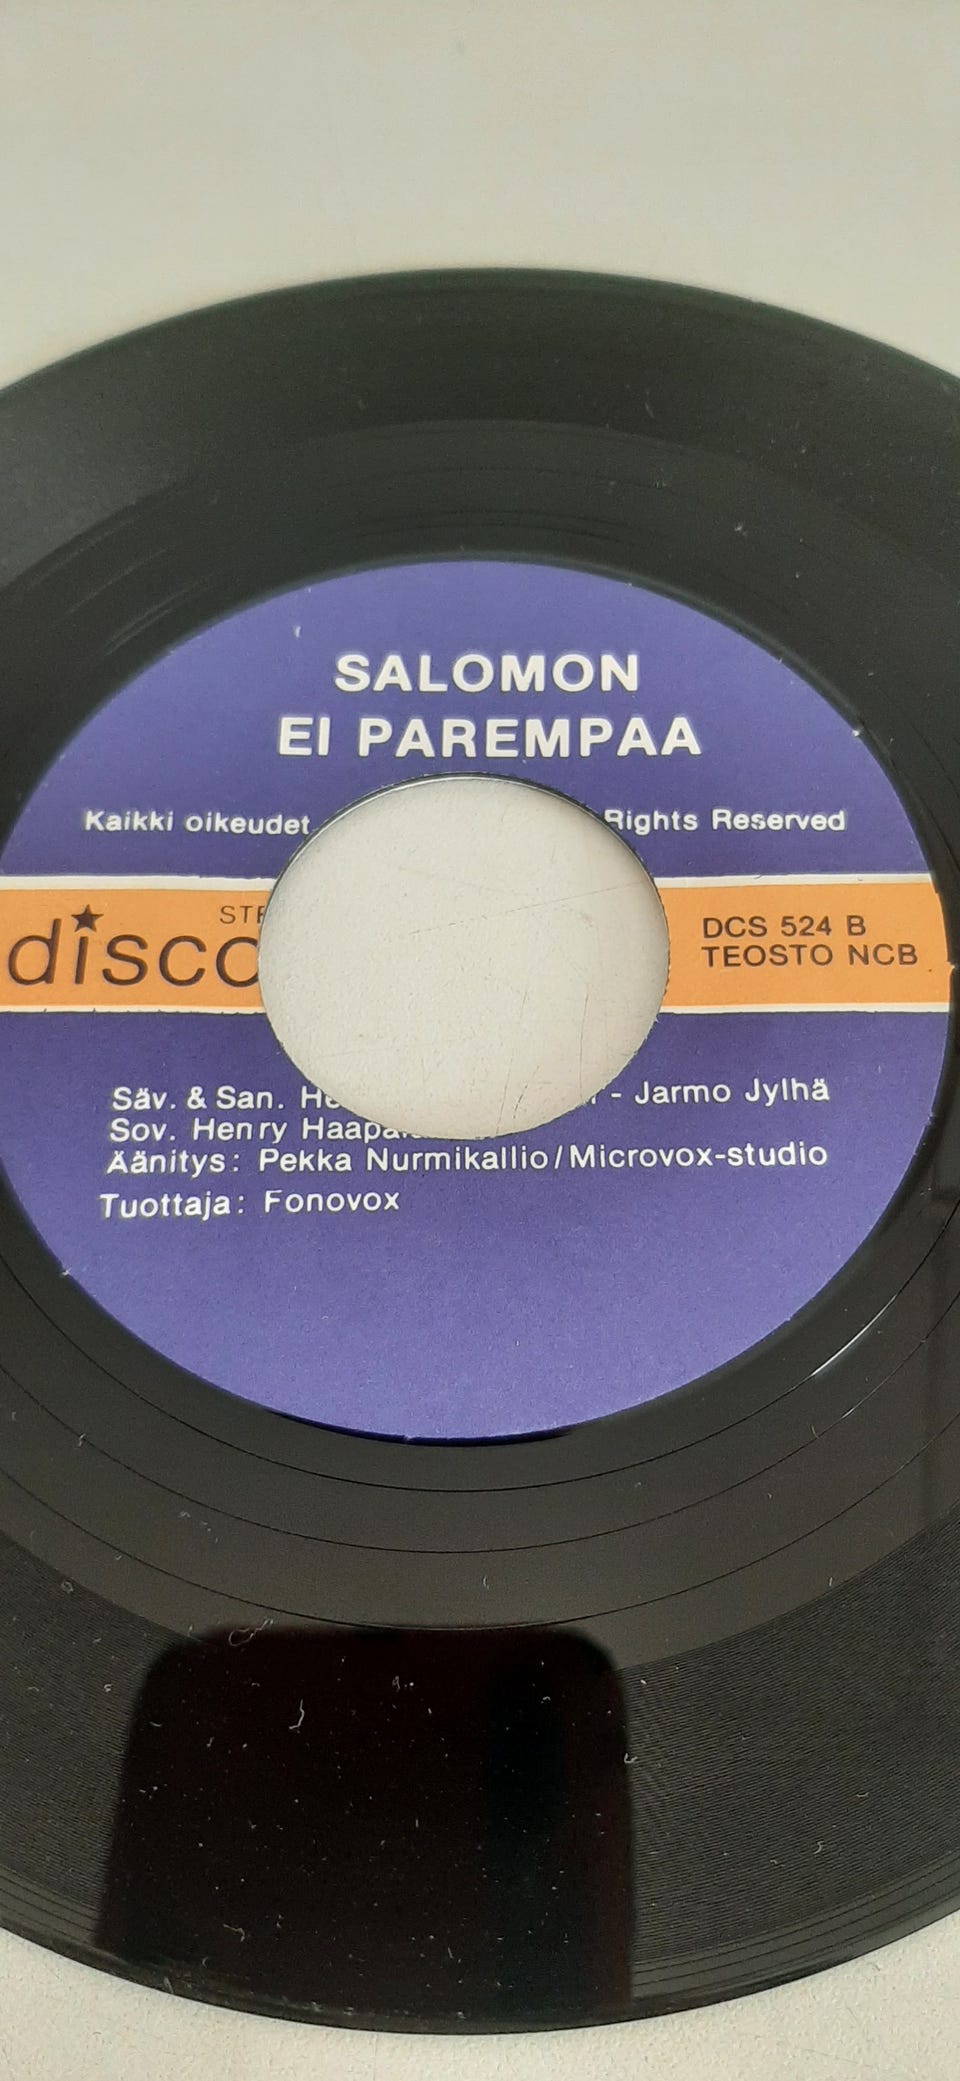 SALOMON
EI PAREMPAA
Kaikki oikeudet Rights Reserved
disco
DCS 524 B
TEOSTO NCB
Säv. & San. - Jarmo Jylhä
Sov. Henry
Äänitys: Pekka Nurmikallio/Microvox-studio
Tuottaja: Fonovox